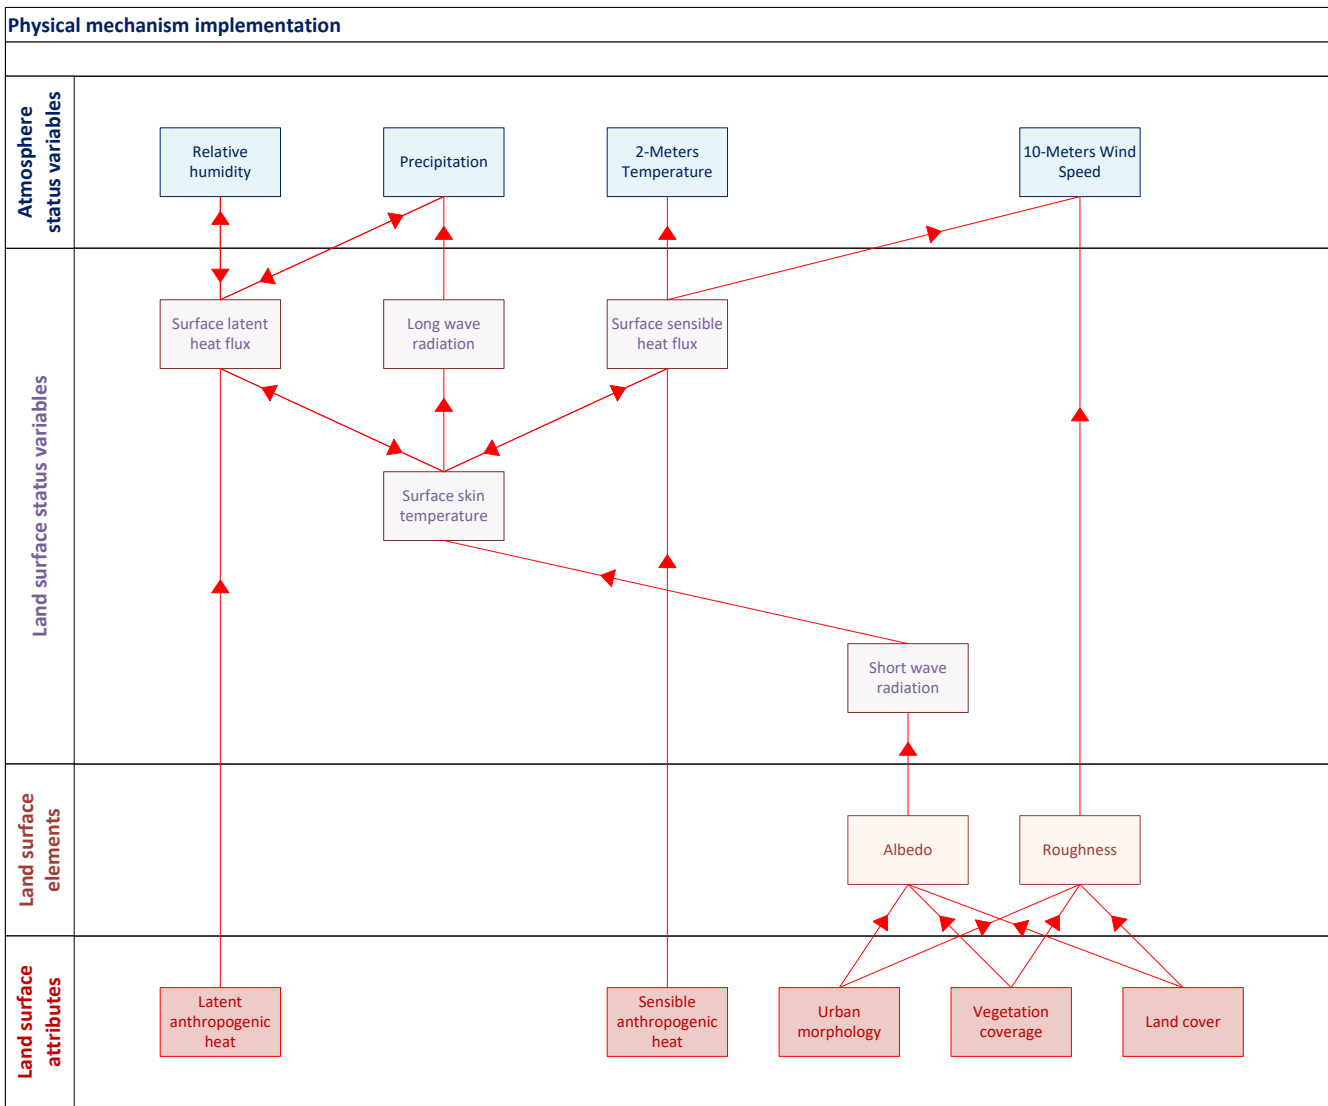 Physical mechanism implementation
Atmosphere
status variables
Relative
humidity
Precipitation
2-Meters
Temperature
10-Meters Wind
Speed
Land surface status variables
Surface latent
heat flux
Long wave
radiation
Surface sensible
heat flux
Surface skin
temperature
Short wave
radiation
Land surface
elements
Albedo
Roughness
Land surface
attributes
Latent
anthropogenic
heat
Sensible
anthropogenic
heat
Urban
morphology
Vegetation
coverage
Land cover